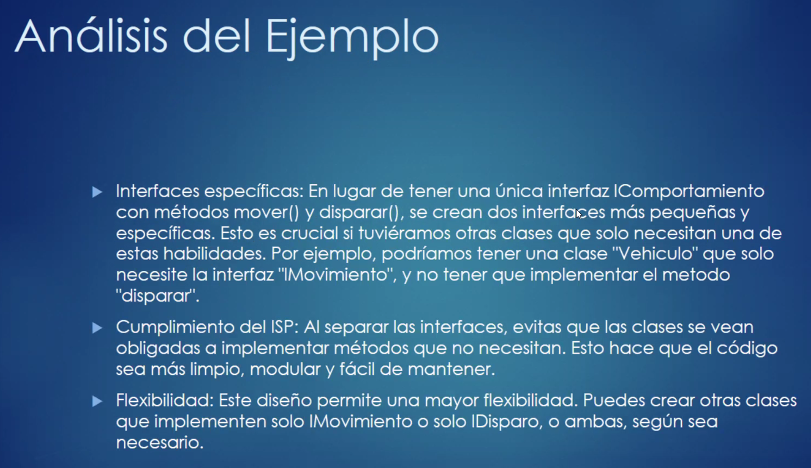 Análisis del Ejemplo
Interfaces específicas: En lugar de tener una única interfaz IComportamiento
con métodos mover() y disparar(), se crean dos interfaces más pequeñas y
específicas. Esto es crucial si tuviéramos otras clases que solo necesitan una de
estas habilidades. Por ejemplo, podríamos tener una clase "Vehiculo" que solo
necesite la interfaz "IMovimiento", y no tener que implementar el metodo
"disparar".
Cumplimiento del ISP: Al separar las interfaces, evitas que las clases se vean
obligadas a implementar métodos que no necesitan. Esto hace que el código
sea más limpio, modular y fácil de mantener.
Flexibilidad: Este diseño permite una mayor flexibilidad. Puedes crear otras clases
que implementen solo IMovimiento o solo IDisparo, o ambas, según sea
necesario.